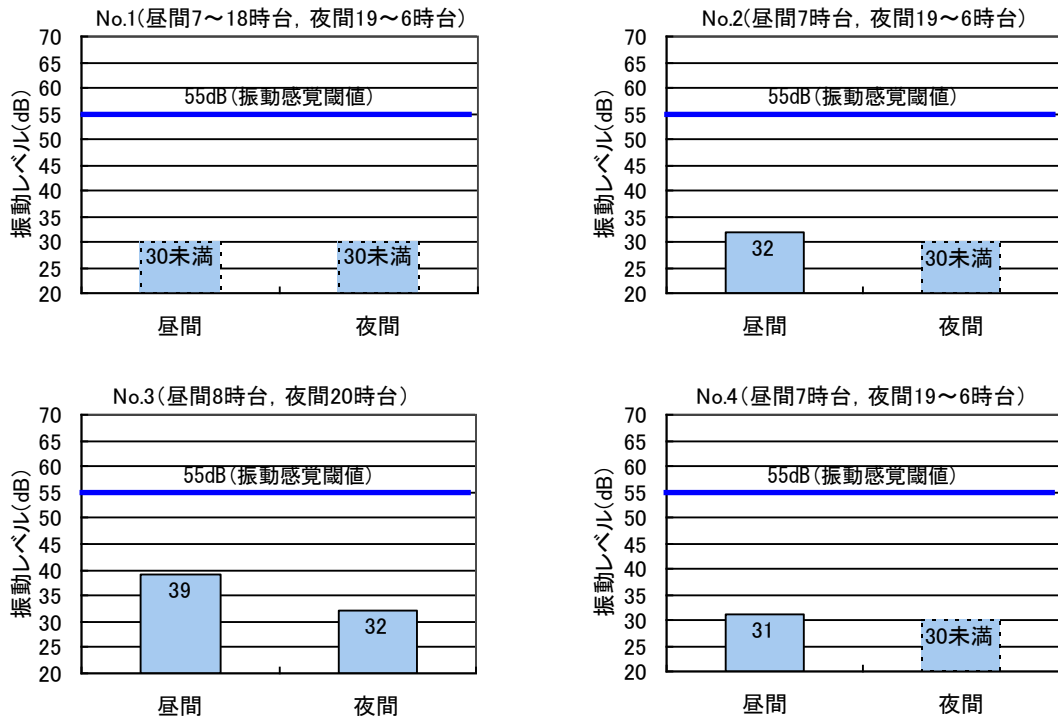 No.1(昼間7～18時台，夜間19～6時台)
70
65
60
55
50
45
40
35
30
25
20
振動レベル(dB)
55dB(振動感覚閾値)
30未満
30未満
昼間
夜間
No.2(昼間7時台，夜間19～6時台)
70
65
60
55
50
45
40
35
30
25
20
振動レベル(dB)
55dB(振動感覚閾値)
32
30未満
昼間
夜間
No.3(昼間8時台，夜間20時台)
70
65
60
55
50
45
40
35
30
25
20
振動レベル(dB)
55dB(振動感覚閾値)
39
32
昼間
夜間
No.4(昼間7時台，夜間19～6時台)
70
65
60
55
50
45
40
35
30
25
20
振動レベル(dB)
55dB(振動感覚閾値)
31
30未満
昼間
夜間